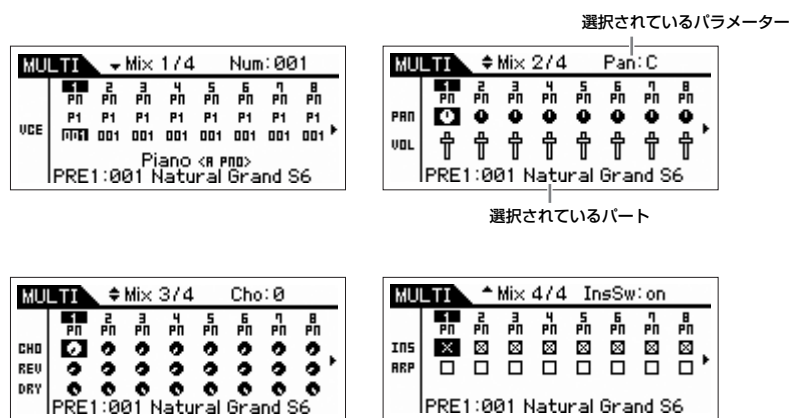 選択されているパラメーター
MULTI Mix 1/4 Num:001
1 2 3 4 5 6 7 8
Pn Pn Pn Pn Pn Pn Pn Pn
P1 P1 P1 P1 P1 P1 P1 P1
VCE 001 001 001 001 001 001 001 001
Piano <A PNO>
PRE1:001 Natural Grand S6
MULTI Mix 2/4 Pan:C
1 2 3 4 5 6 7 8
Pn Pn Pn Pn Pn Pn Pn Pn
PAN
VOL
PRE1:001 Natural Grand S6
選択されているパート
MULTI Mix 3/4 Cho:0
1 2 3 4 5 6 7 8
Pn Pn Pn Pn Pn Pn Pn Pn
CHO
REV
DRY
PRE1:001 Natural Grand S6
MULTI Mix 4/4 InsSw:on
1 2 3 4 5 6 7 8
Pn Pn Pn Pn Pn Pn Pn Pn
INS
ARP
PRE1:001 Natural Grand S6